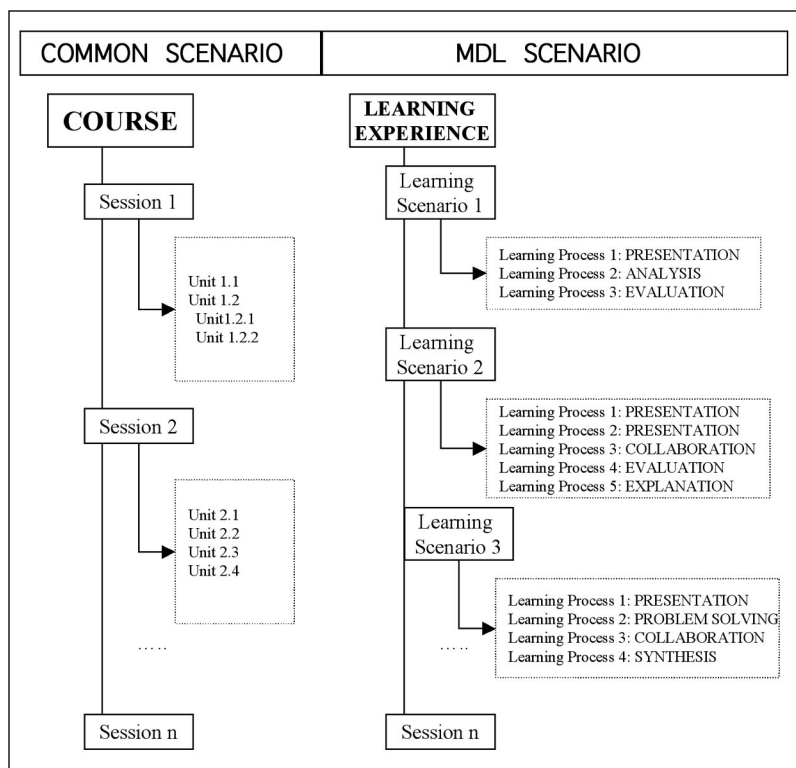 COMMON SCENARIO
MDL SCENARIO
COURSE
Session 1
Unit 1.1
Unit 1.2
Unit1.2.1
Unit 1.2.2
Session 2
Unit 2.1
Unit 2.2
Unit 2.3
Unit 2.4
.....
Session n
LEARNING
EXPERIENCE
Learning
Scenario 1
Learning Process 1: PRESENTATION
Learning Process 2: ANALYSIS
Learning Process 3: EVALUATION
Learning
Scenario 2
Learning Process 1: PRESENTATION
Learning Process 2: PRESENTATION
Learning Process 3: COLLABORATION
Learning Process 4: EVALUATION
Learning Process 5: EXPLANATION
Learning
Scenario 3
Learning Process 1: PRESENTATION
Learning Process 2: PROBLEM SOLVING
Learning Process 3: COLLABORATION
Learning Process 4: SYNTHESIS
.....
Session n